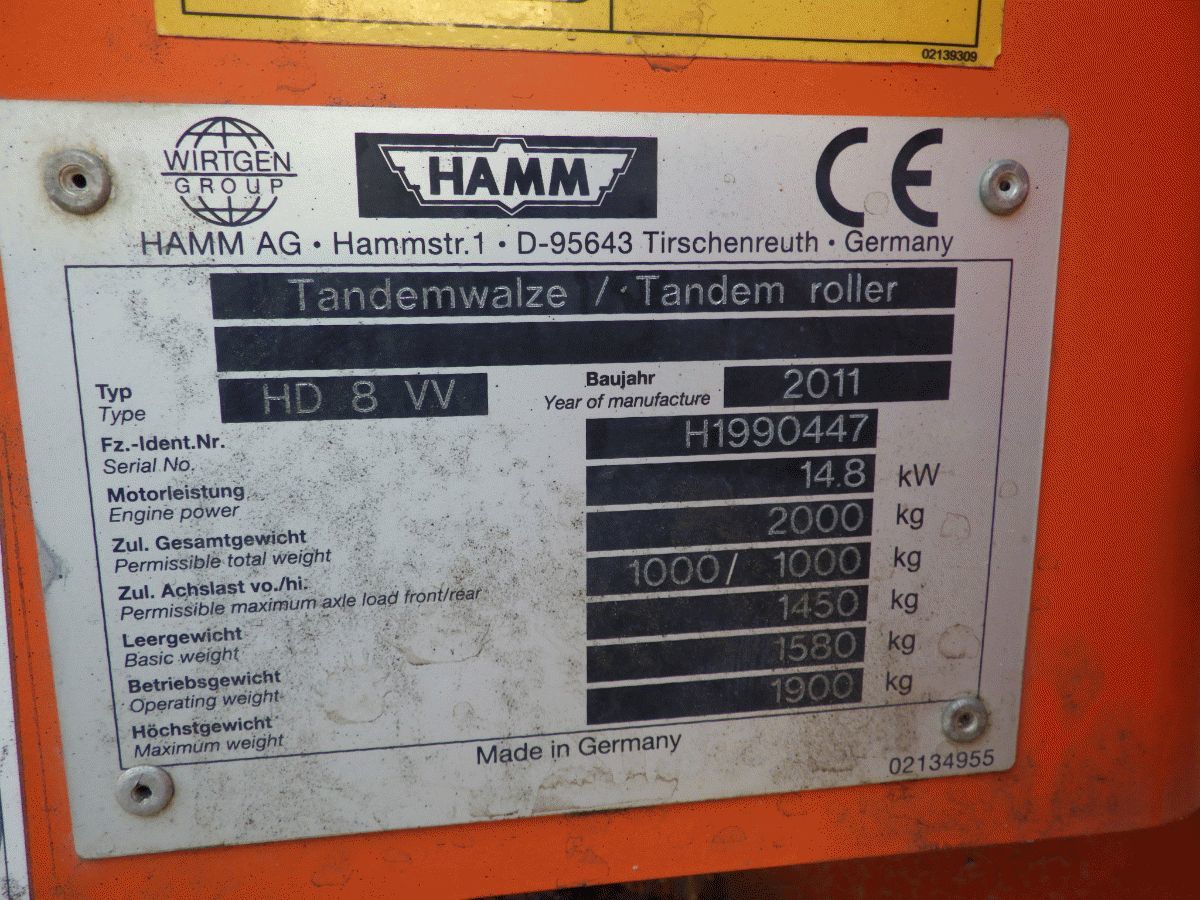 02139309
WIRTGEN
GROUP
HAMM
CE
HAMM AG · Hammstr.1 · D-95643 Tirschenreuth · Germany
Tandemwalze / Tandem roller
Typ
Type
HD 8 VV
Baujahr
Year of manufacture
2011
Fz.-Ident.Nr.
Serial No.
H1990447
Motorleistung
Engine power
14.8 kW
Zul. Gesamtgewicht
Permissible total weight
2000 kg
Zul. Achslast vo./hi.
Permissible maximum axle load front/rear
1000/ 1000 kg
Leergewicht
Basic weight
1450 kg
Betriebsgewicht
Operating weight
1580 kg
Höchstgewicht
Maximum weight
1900 kg
Made in Germany
02134955